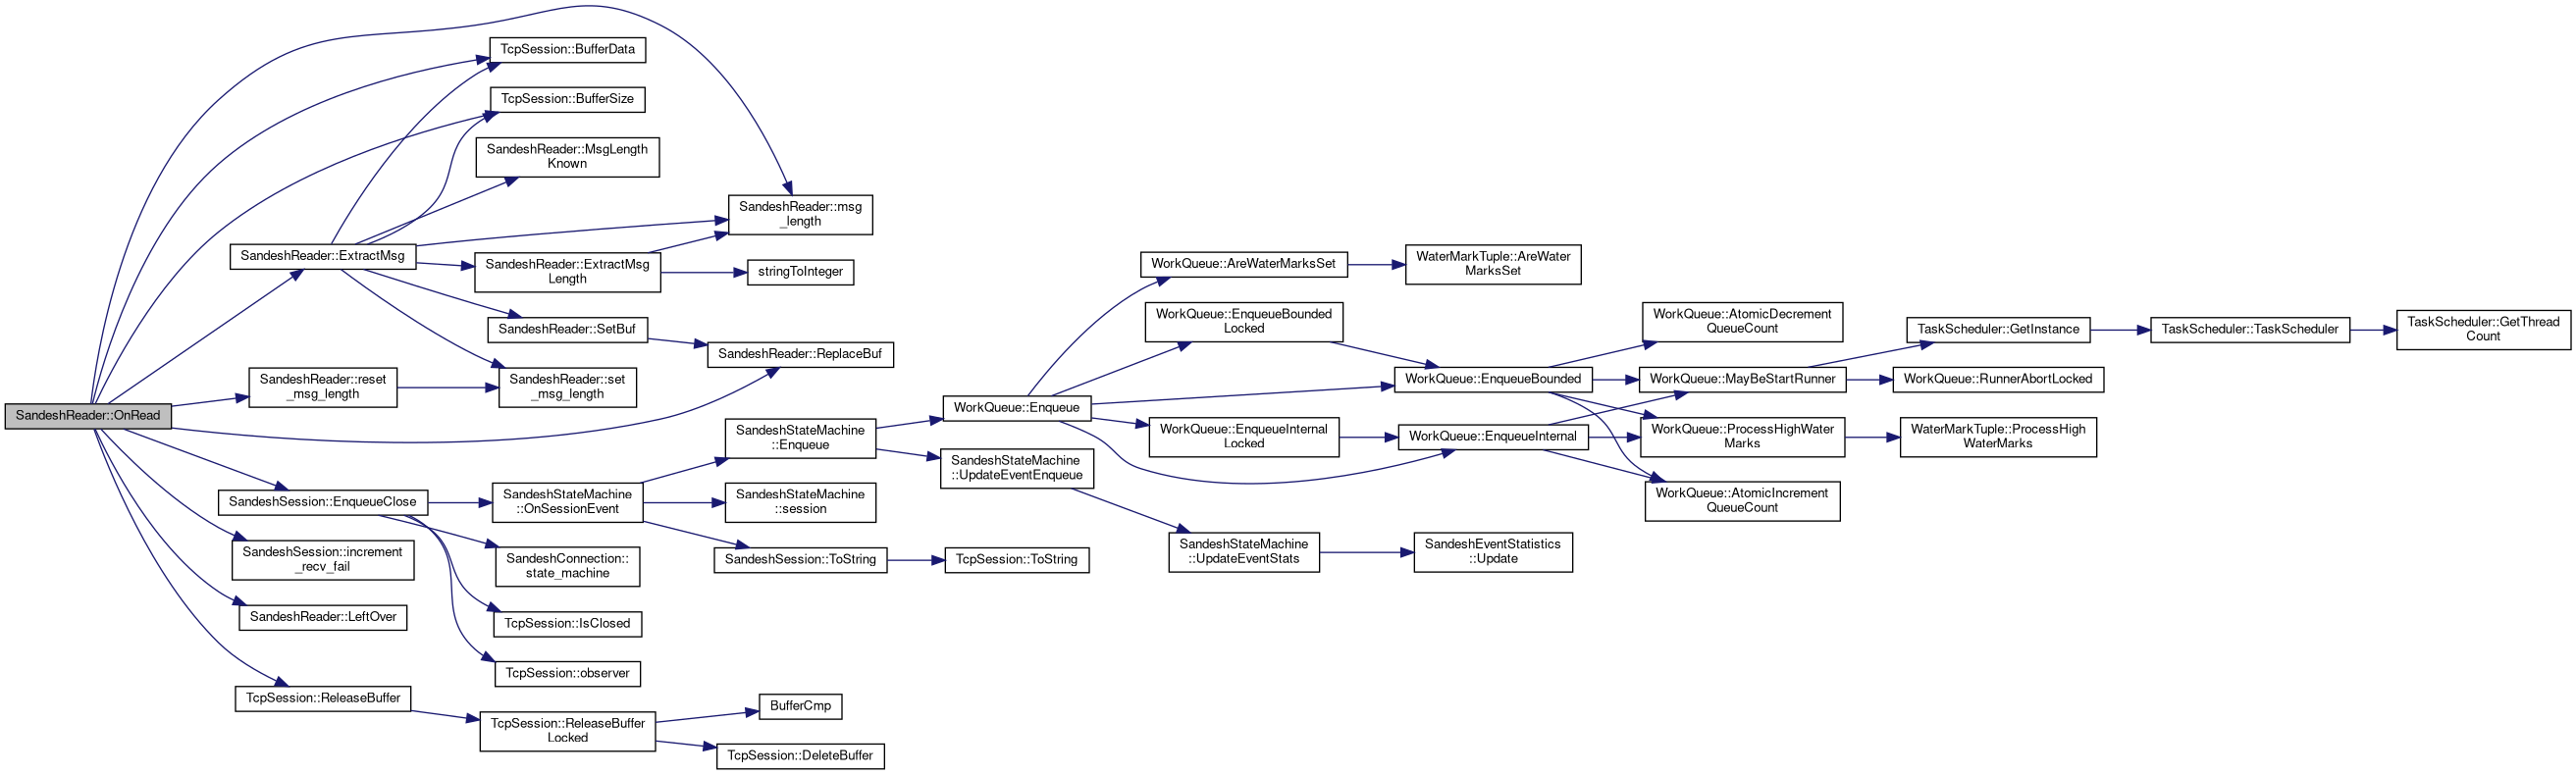 SandeshReader::OnRead
TcpSession::BufferData
TcpSession::BufferSize
SandeshReader::MsgLength
Known
SandeshReader::msg
_length
SandeshReader::ExtractMsg
SandeshReader::ExtractMsg
Length
stringToInteger
SandeshReader::SetBuf
SandeshReader::ReplaceBuf
SandeshReader::reset
_msg_length
SandeshReader::set
_msg_length
SandeshSession::EnqueueClose
SandeshStateMachine
::OnSessionEvent
SandeshStateMachine
::Enqueue
SandeshStateMachine
::session
SandeshSession::ToString
TcpSession::ToString
SandeshConnection::
state_machine
TcpSession::IsClosed
TcpSession::observer
SandeshSession::increment
_recv_fail
SandeshReader::LeftOver
TcpSession::ReleaseBuffer
TcpSession::ReleaseBuffer
Locked
BufferCmp
TcpSession::DeleteBuffer
WorkQueue::Enqueue
SandeshStateMachine
::UpdateEventEnqueue
SandeshStateMachine
::UpdateEventStats
SandeshEventStatistics
::Update
WorkQueue::AreWaterMarksSet
WaterMarkTuple::AreWater
MarksSet
WorkQueue::EnqueueBounded
Locked
WorkQueue::EnqueueBounded
WorkQueue::EnqueueInternal
Locked
WorkQueue::EnqueueInternal
WorkQueue::AtomicDecrement
QueueCount
WorkQueue::MayBeStartRunner
WorkQueue::ProcessHighWater
Marks
WorkQueue::AtomicIncrement
QueueCount
TaskScheduler::GetInstance
WorkQueue::RunnerAbortLocked
WaterMarkTuple::ProcessHigh
WaterMarks
TaskScheduler::TaskScheduler
TaskScheduler::GetThread
Count